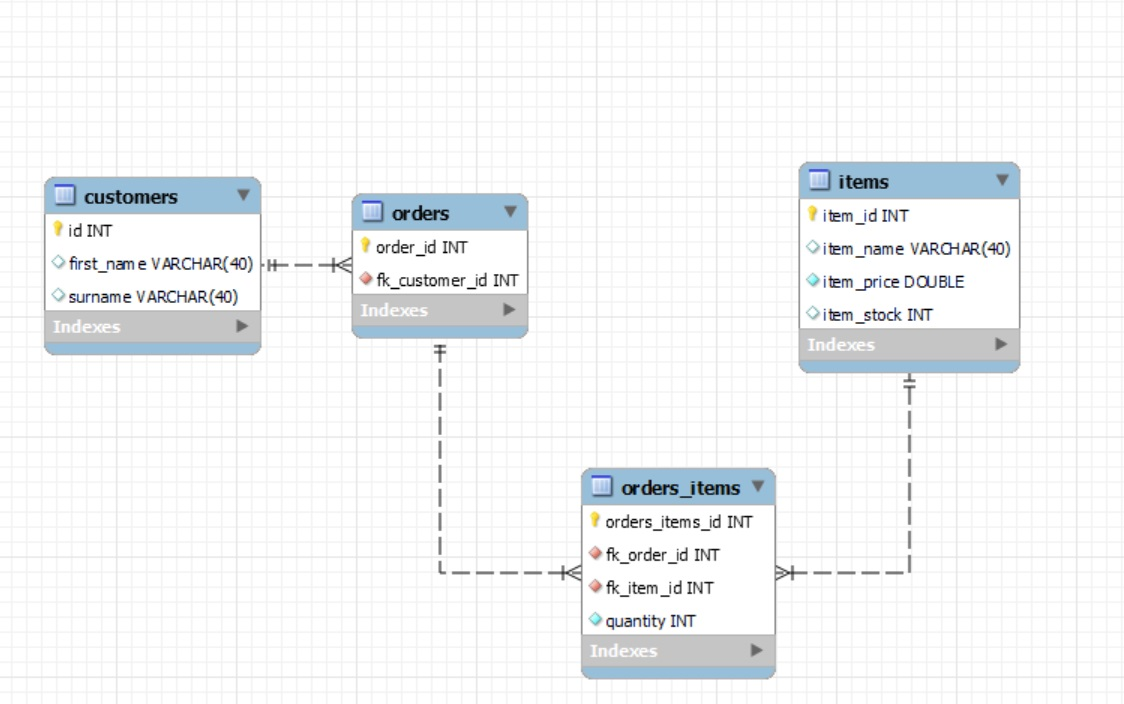 customers
id INT
first_name VARCHAR(40)
surname VARCHAR(40)
Indexes
orders
order_id INT
fk_customer_id INT
Indexes
items
item_id INT
item_name VARCHAR(40)
item_price DOUBLE
item_stock INT
Indexes
orders_items
orders_items_id INT
fk_order_id INT
fk_item_id INT
quantity INT
Indexes